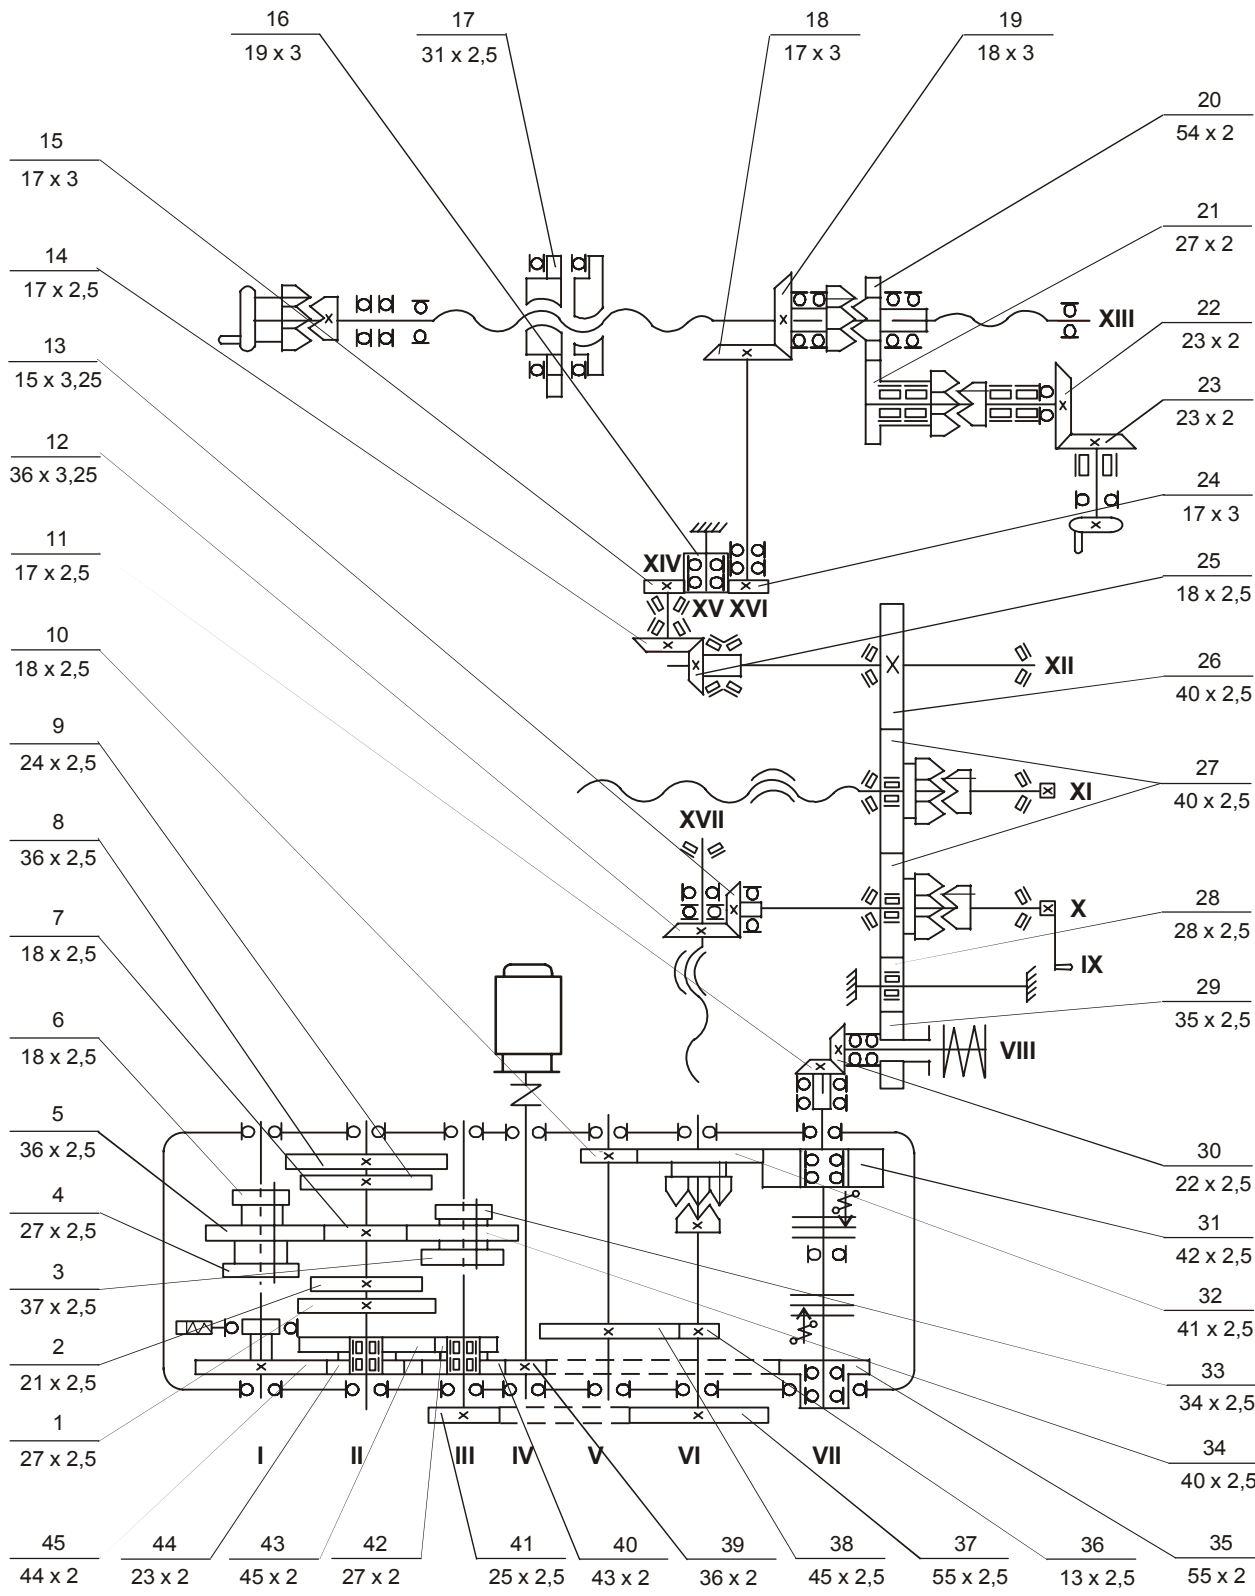 16
19 x 3
17
31 x 2,5
18
17 x 3
19
18 x 3
15
17 x 3
14
17 x 2,5
13
15 x 3,25
12
36 x 3,25
11
17 x 2,5
10
18 x 2,5
9
24 x 2,5
8
36 x 2,5
7
18 x 2,5
6
18 x 2,5
5
36 x 2,5
4
27 x 2,5
3
37 x 2,5
2
21 x 2,5
1
27 x 2,5
20
54 x 2
21
27 x 2
22
23 x 2
23
23 x 2
24
17 x 3
25
18 x 2,5
26
40 x 2,5
27
40 x 2,5
28
28 x 2,5
29
35 x 2,5
30
22 x 2,5
31
42 x 2,5
32
41 x 2,5
33
34 x 2,5
34
40 x 2,5
XIII
XIV
XV XVI
XII
XI
XVII
X
IX
VIII
I II III IV V VI VII
45
44 x 2
44
23 x 2
43
45 x 2
42
27 x 2
41
25 x 2,5
40
43 x 2
39
36 x 2
38
45 x 2,5
37
55 x 2,5
36
13 x 2,5
35
55 x 2